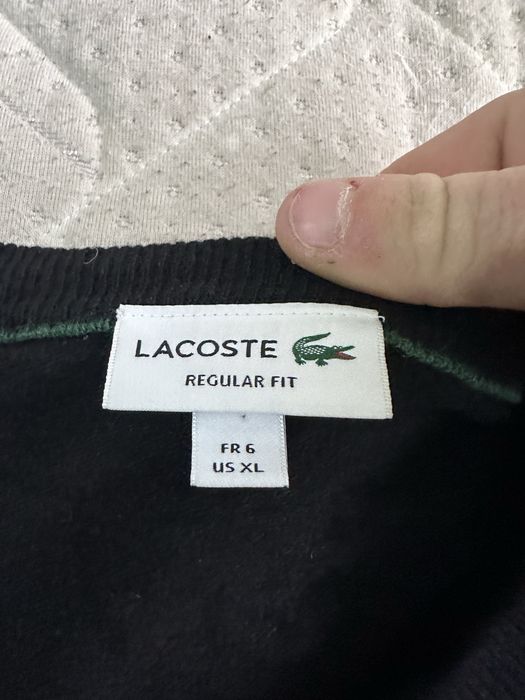 LACOSTE
REGULAR FIT
FR 6
US XL